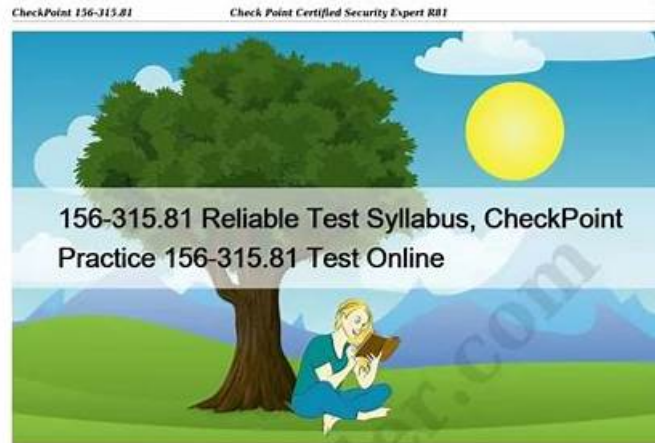 CheckPoint 156-315.81 Check Point Certified Security Expert R81
156-315.81 Reliable Test Syllabus, CheckPoint
Practice 156-315.81 Test Online